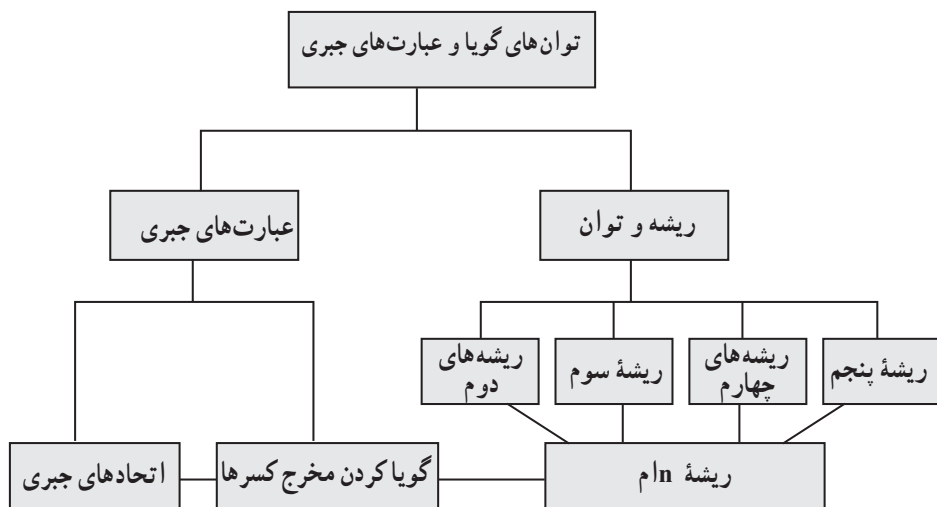 توان‌های گویا و عبارت‌های جبری
ریشه و توان
عبارت‌های جبری
ریشهٔ پنجم
ریشه‌های
چهارم
ریشهٔ سوم
ریشه‌های
دوم
ریشهٔ nام
گویا کردن مخرج کسرها
اتحادهای جبری